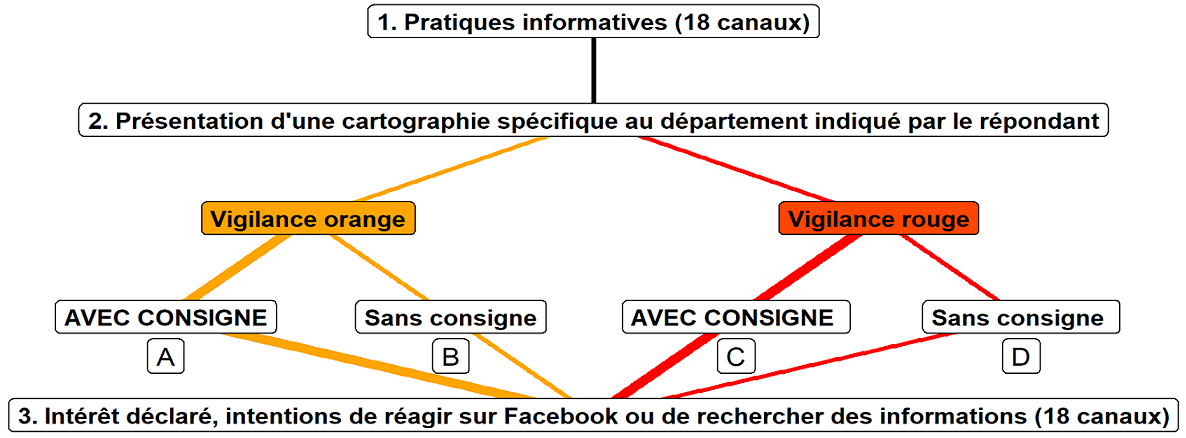 1. Pratiques informatives (18 canaux)
2. Présentation d'une cartographie spécifique au département indiqué par le répondant
Vigilance orange
Vigilance rouge
AVEC CONSIGNE
Sans consigne
AVEC CONSIGNE
Sans consigne
A
B
C
D
3. Intérêt déclaré, intentions de réagir sur Facebook ou de rechercher des informations (18 canaux)